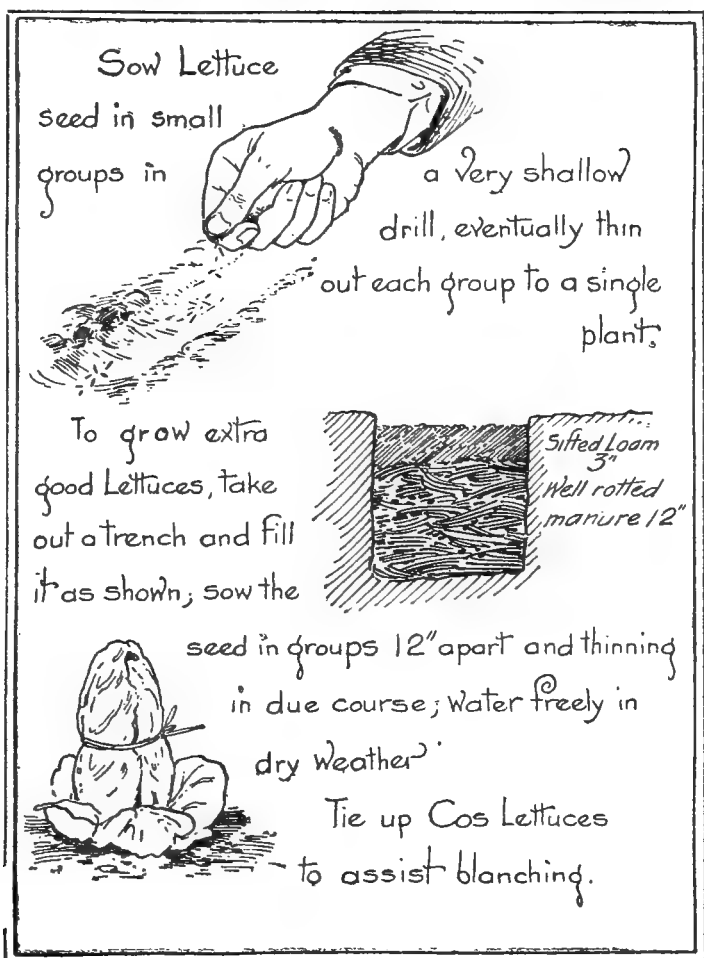 Sow Lettuce
seed in small
groups in
a very shallow
drill, eventually thin
out each group to a single
plant.
To grow extra
good Lettuces, take
out a trench and fill
it as shown; sow the
Sifted Loam
3"
Well rotted
manure 12"
seed in groups 12" apart and thinning
in due course; water freely in
dry weather.
Tie up Cos Lettuces
to assist blanching.